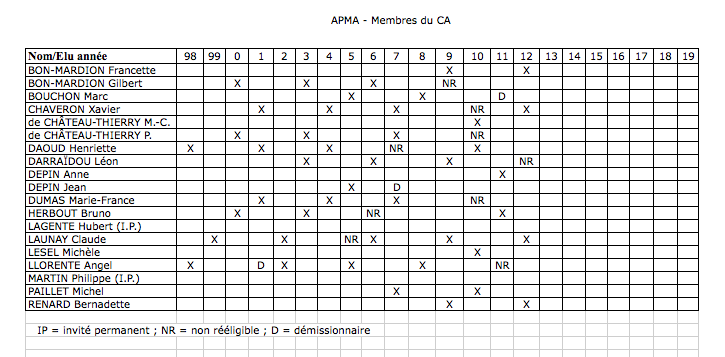 APMA - Membres du CA
Nom/Elu année 98 99 0 1 2 3 4 5 6 7 8 9 10 11 12 13 14 15 16 17 18 19
BON-MARDION Francette X X
BON-MARDION Gilbert X X X NR
BOUCHON Marc X X D
CHAVERON Xavier X X X NR X
de CHÂTEAU-THIERRY M.-C. X
de CHÂTEAU-THIERRY P. X X X NR
DAOUD Henriette X X X NR X
DARRAÏDOU Léon X X X NR
DEPIN Anne X
DEPIN Jean X D
DUMAS Marie-France X X X NR
HERBOUT Bruno X X NR X
LAGENTE Hubert (I.P.)
LAUNAY Claude X X NR X X X
LESEL Michèle X
LLORENTE Angel X D X X X NR
MARTIN Philippe (I.P.)
PAILLET Michel X X
RENARD Bernadette X X
IP = invité permanent ; NR = non rééligible ; D = démissionnaire